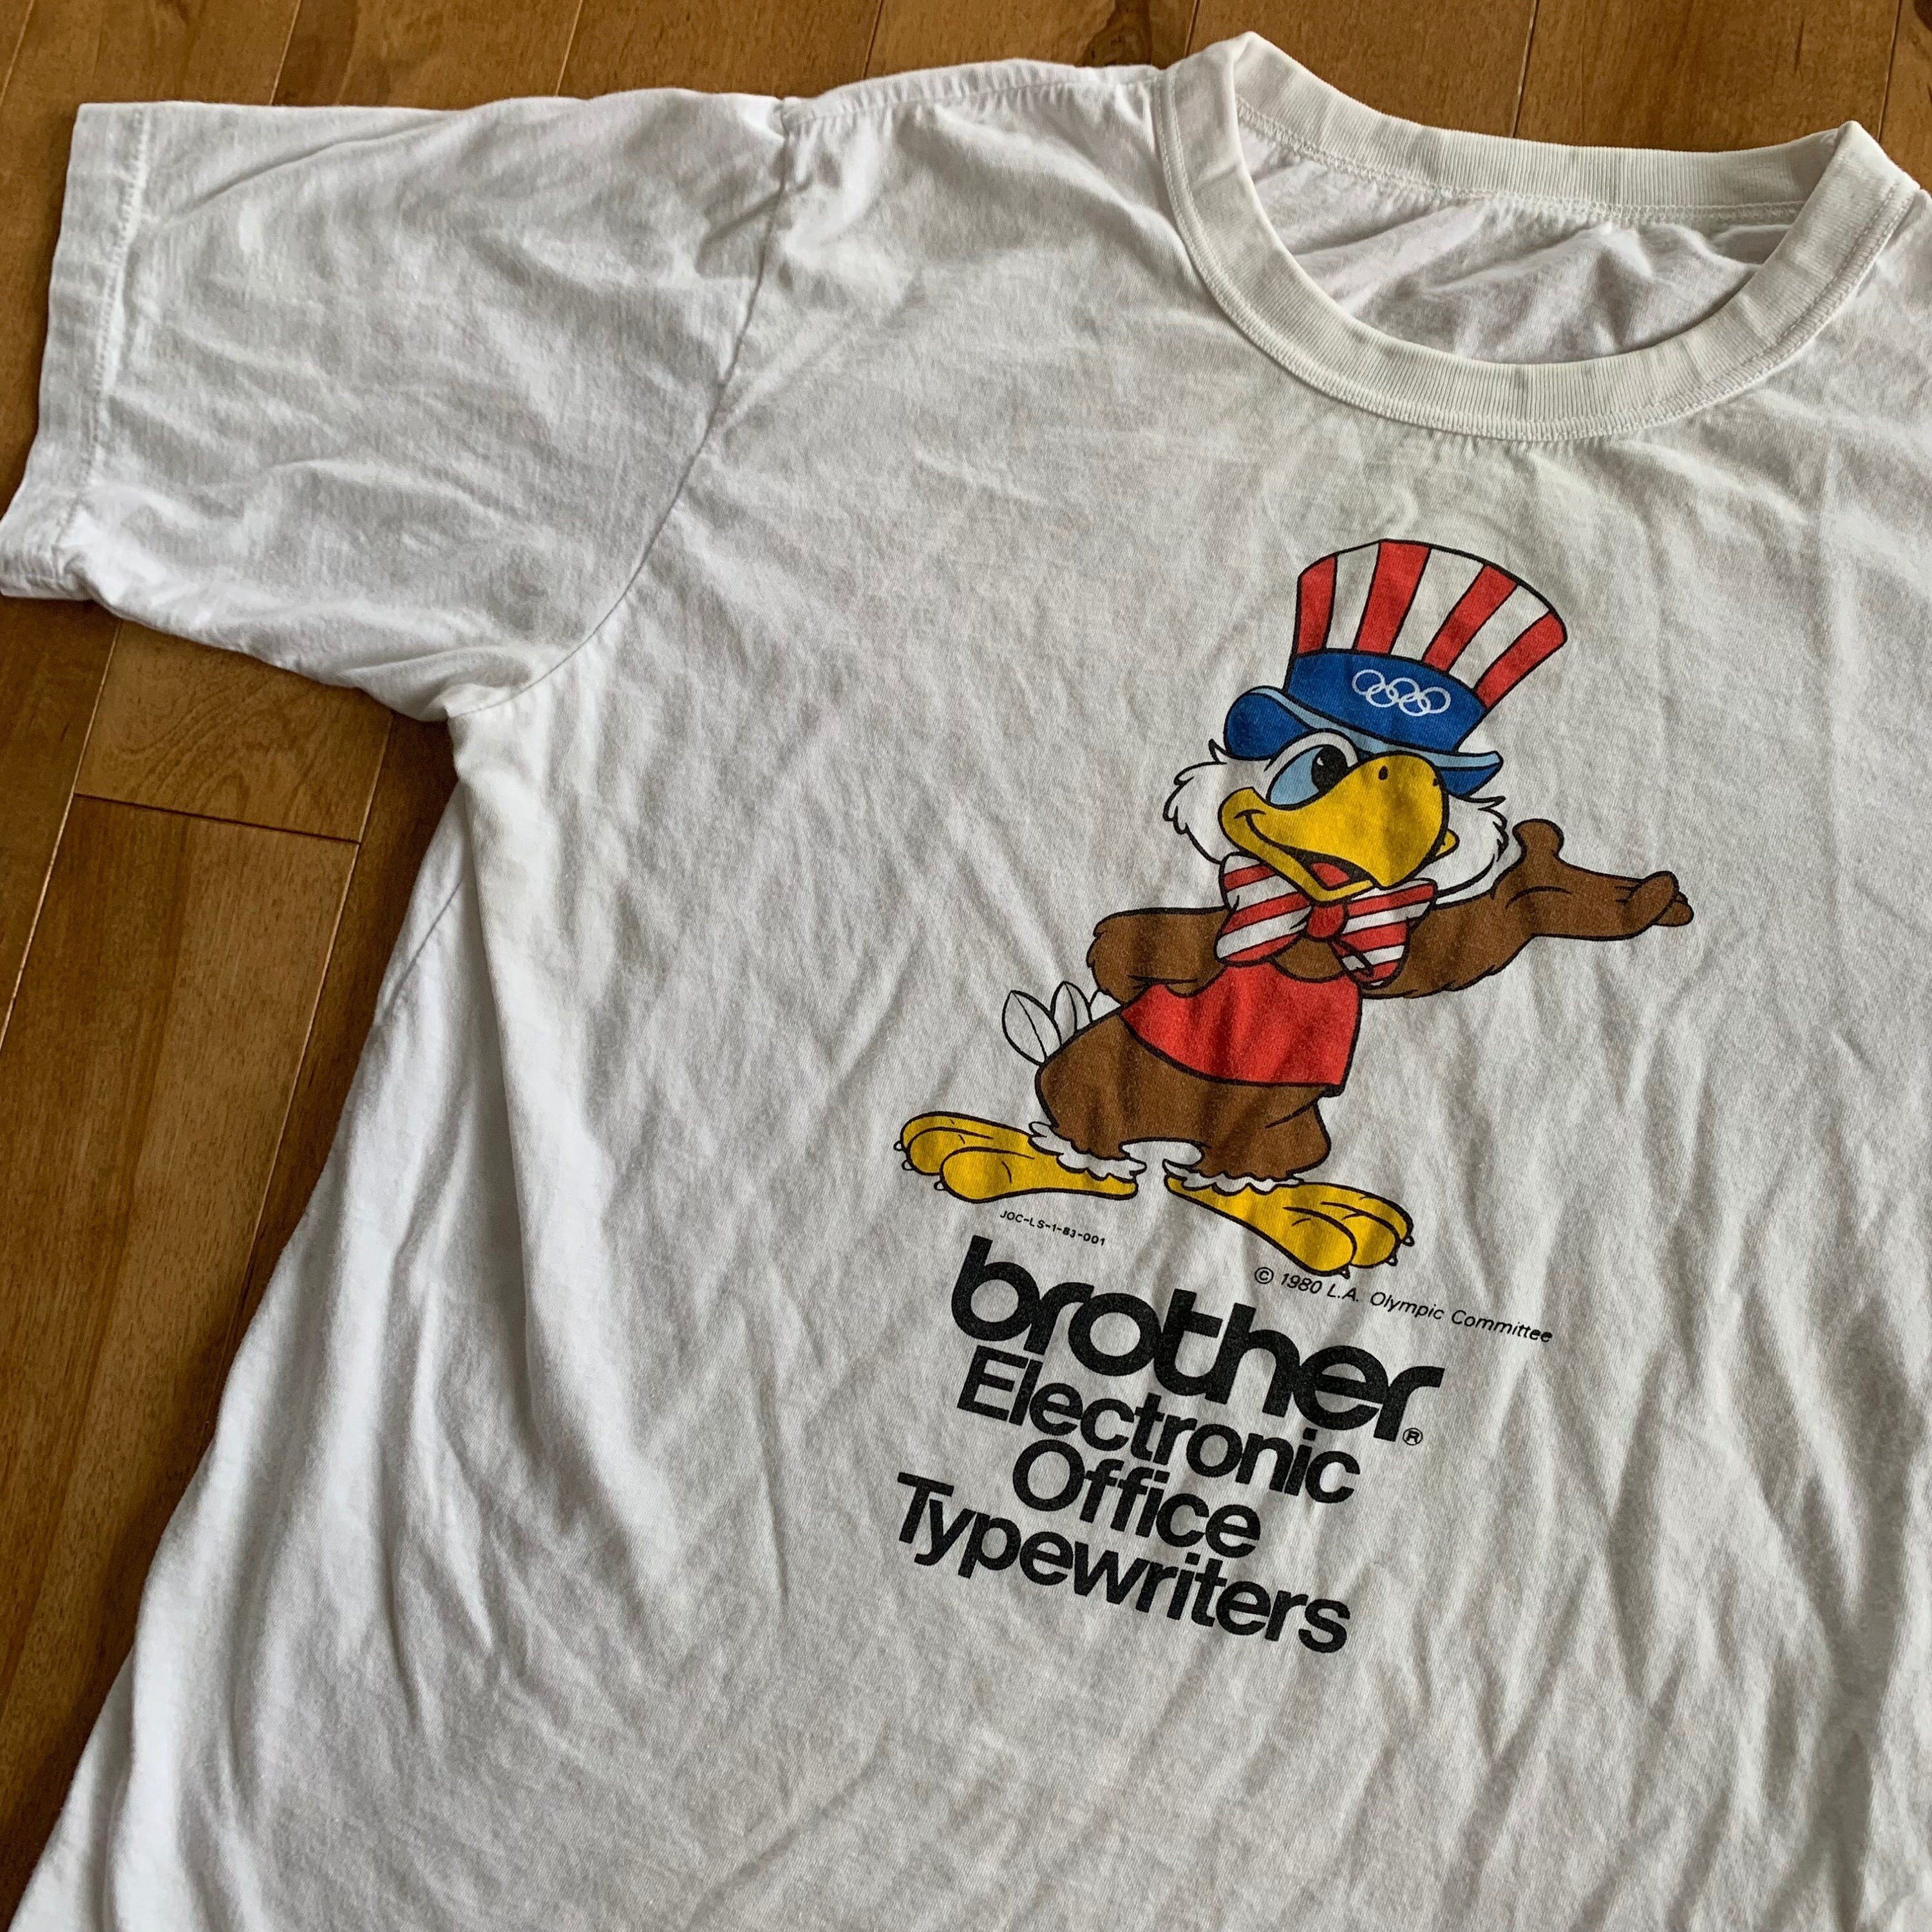 JOC-LS-1-83-001
© 1980 L.A. Olympic Committee
brother®
Electronic
Office
Typewriters